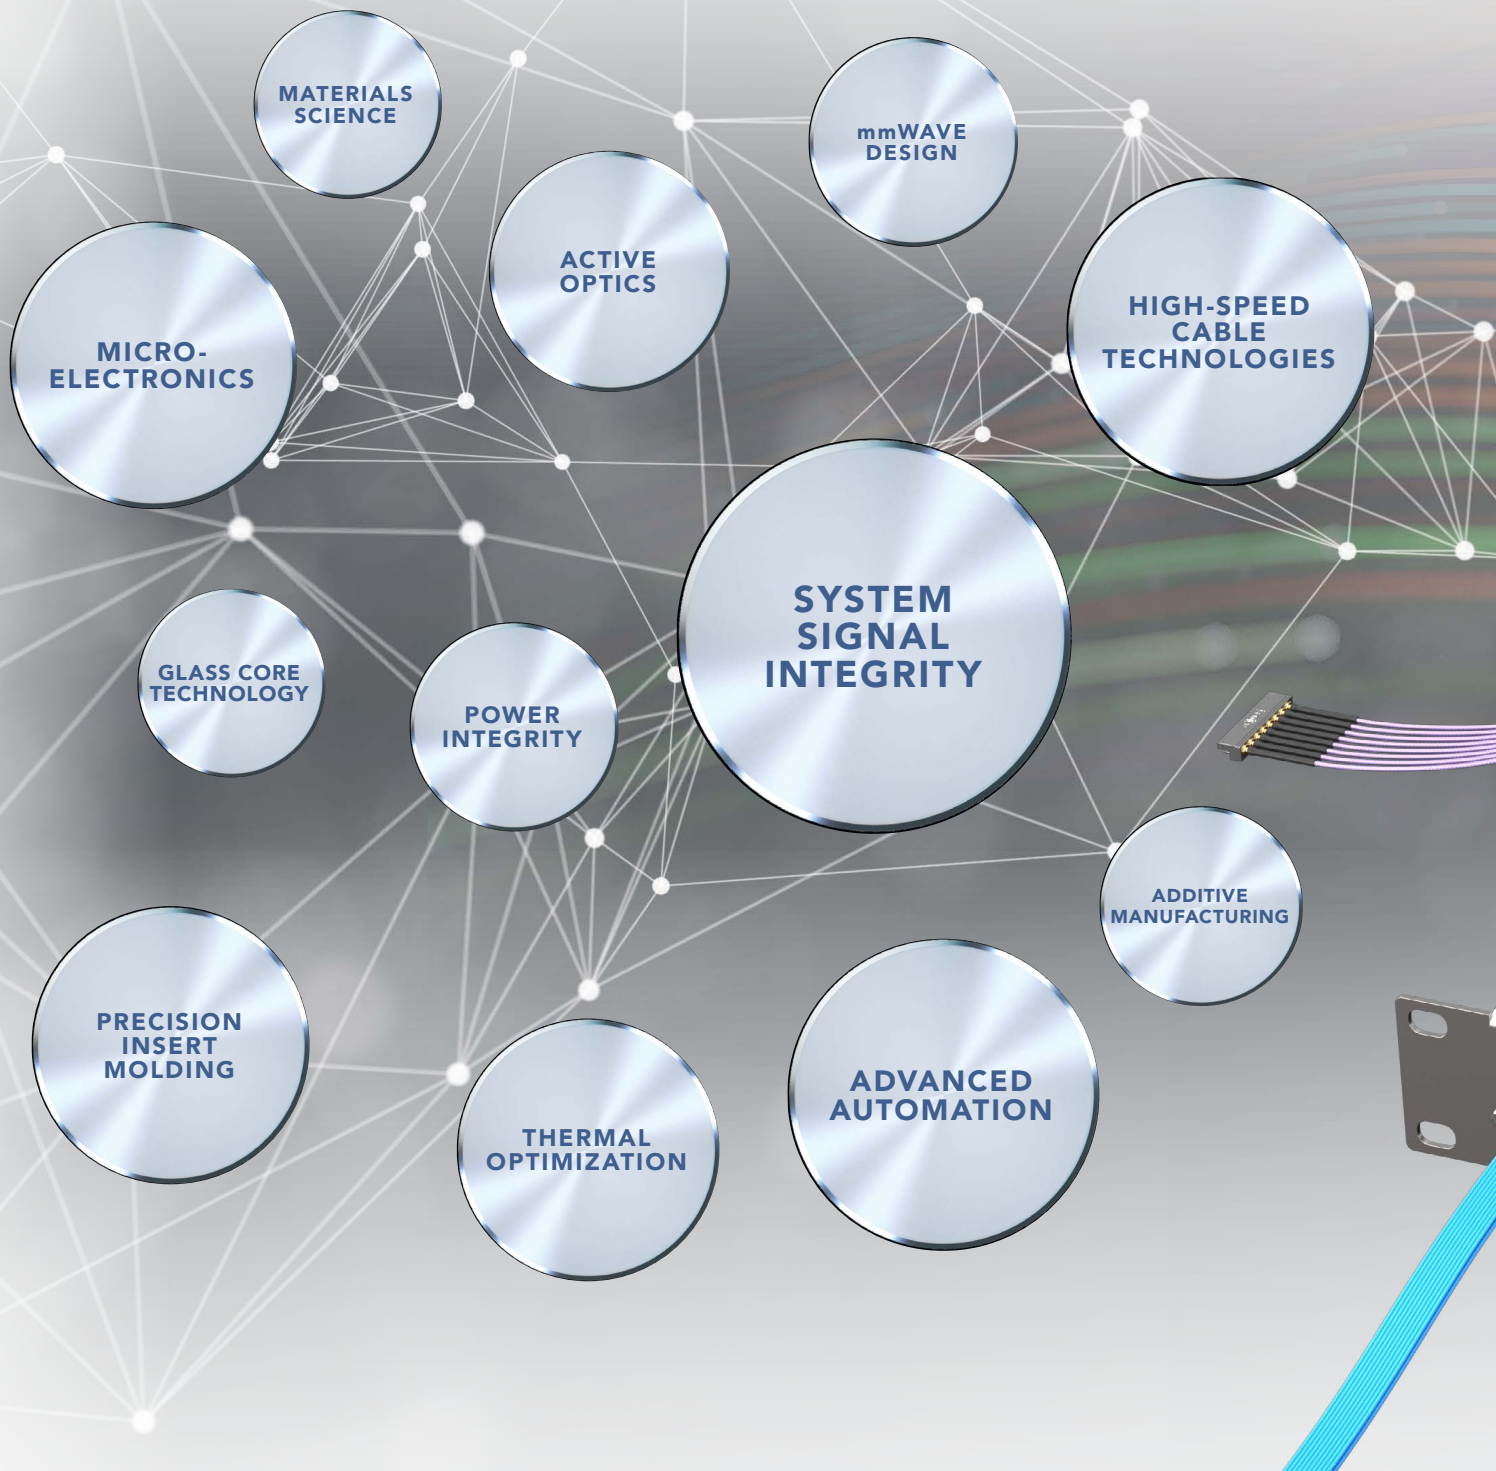 MATERIALS
SCIENCE
mmWAVE
DESIGN
ACTIVE
OPTICS
HIGH-SPEED
CABLE
TECHNOLOGIES
MICRO-
ELECTRONICS
SYSTEM
SIGNAL
INTEGRITY
GLASS CORE
TECHNOLOGY
POWER
INTEGRITY
ADDITIVE
MANUFACTURING
PRECISION
INSERT
MOLDING
THERMAL
OPTIMIZATION
ADVANCED
AUTOMATION